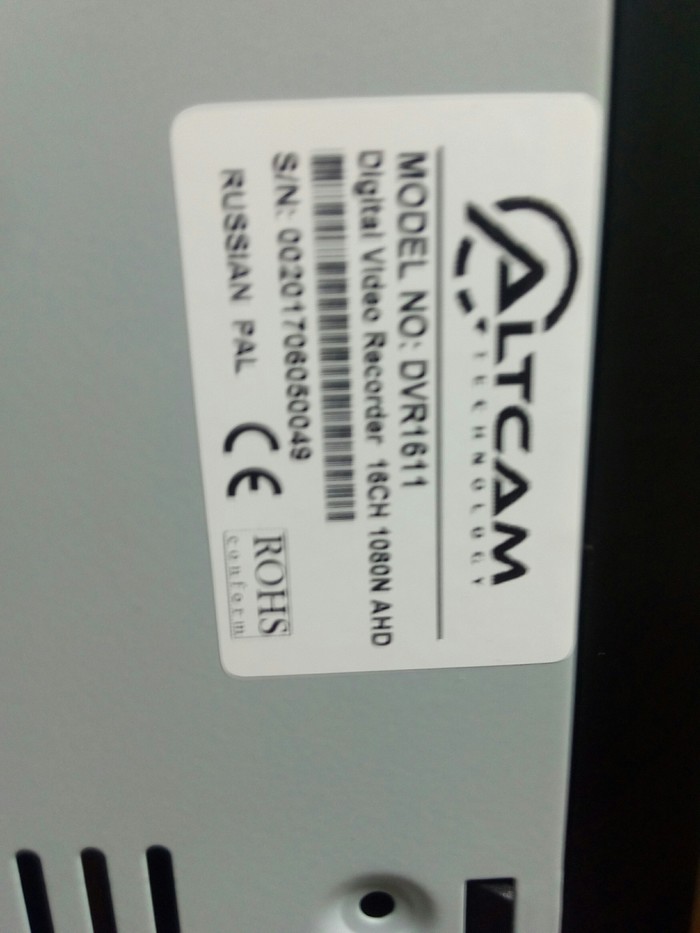 ALTCAM
TECHNOLOGY
MODEL NO: DVR1611
Digital Video Recorder 16CH 1080N AHD
S/N: 00201706050049
RUSSIAN PAL
CE
ROHS
conform